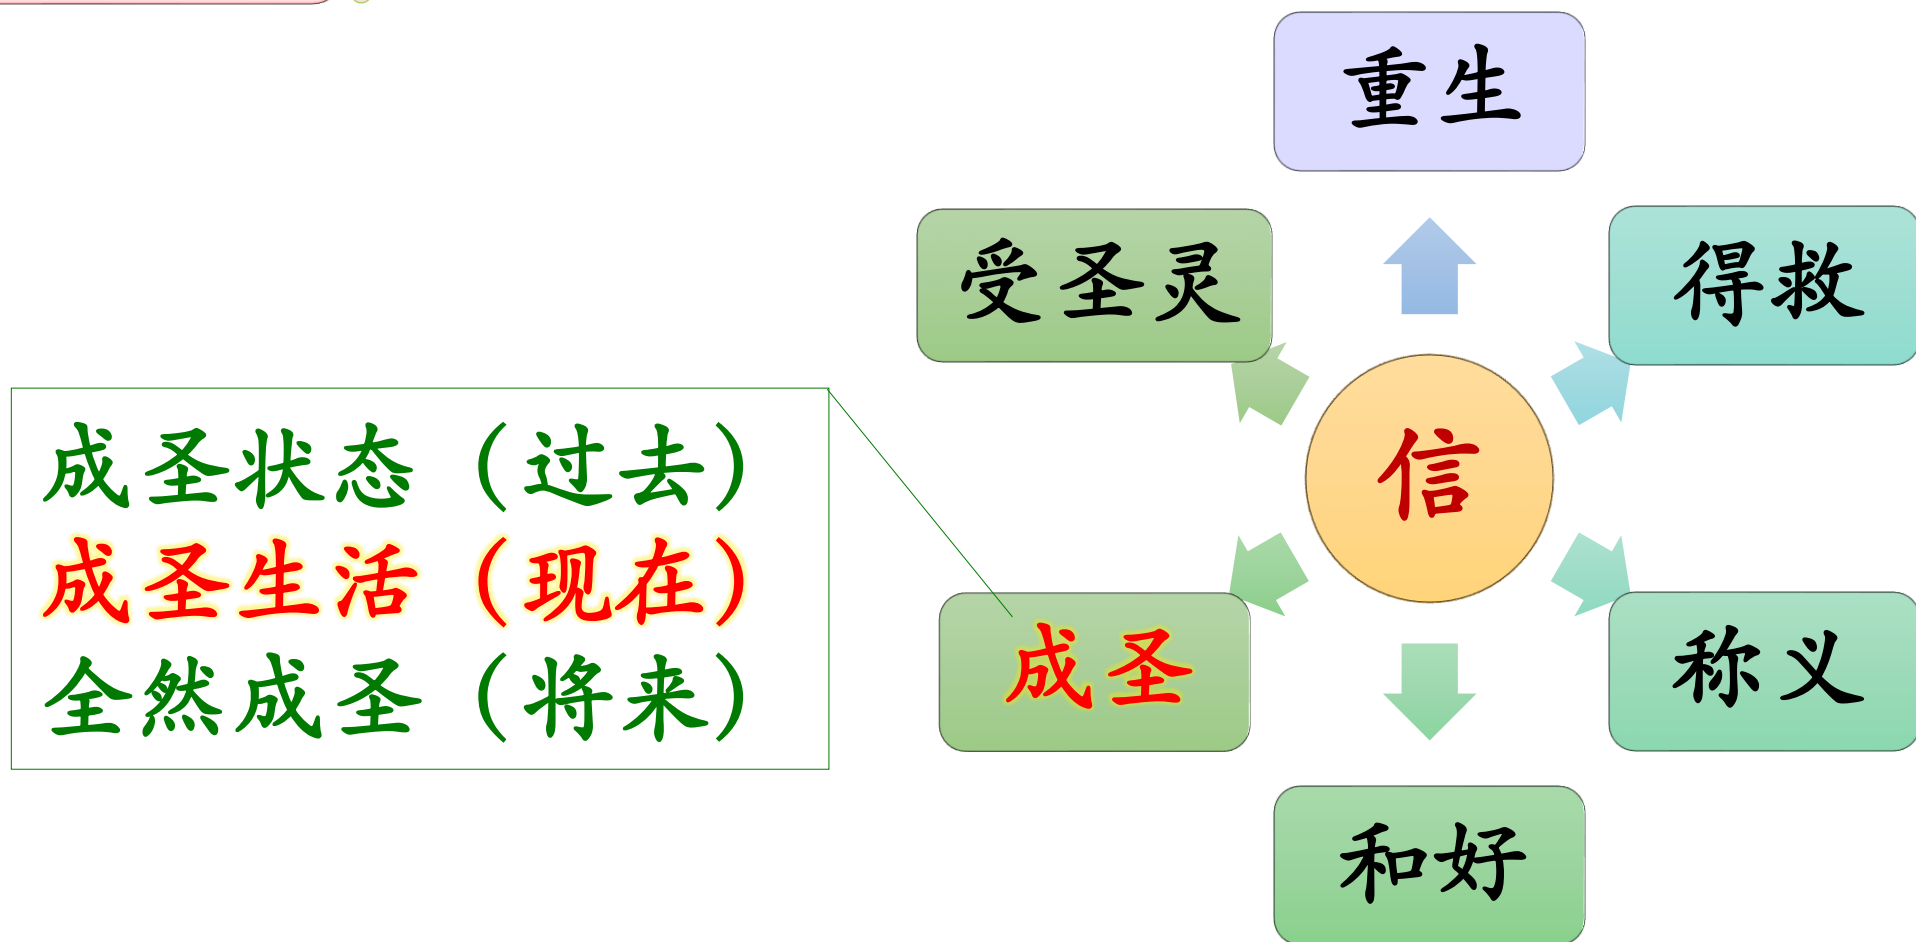 重生
受圣灵
得救
信
成圣状态（过去）
成圣生活（现在）
全然成圣（将来）
成圣
称义
和好